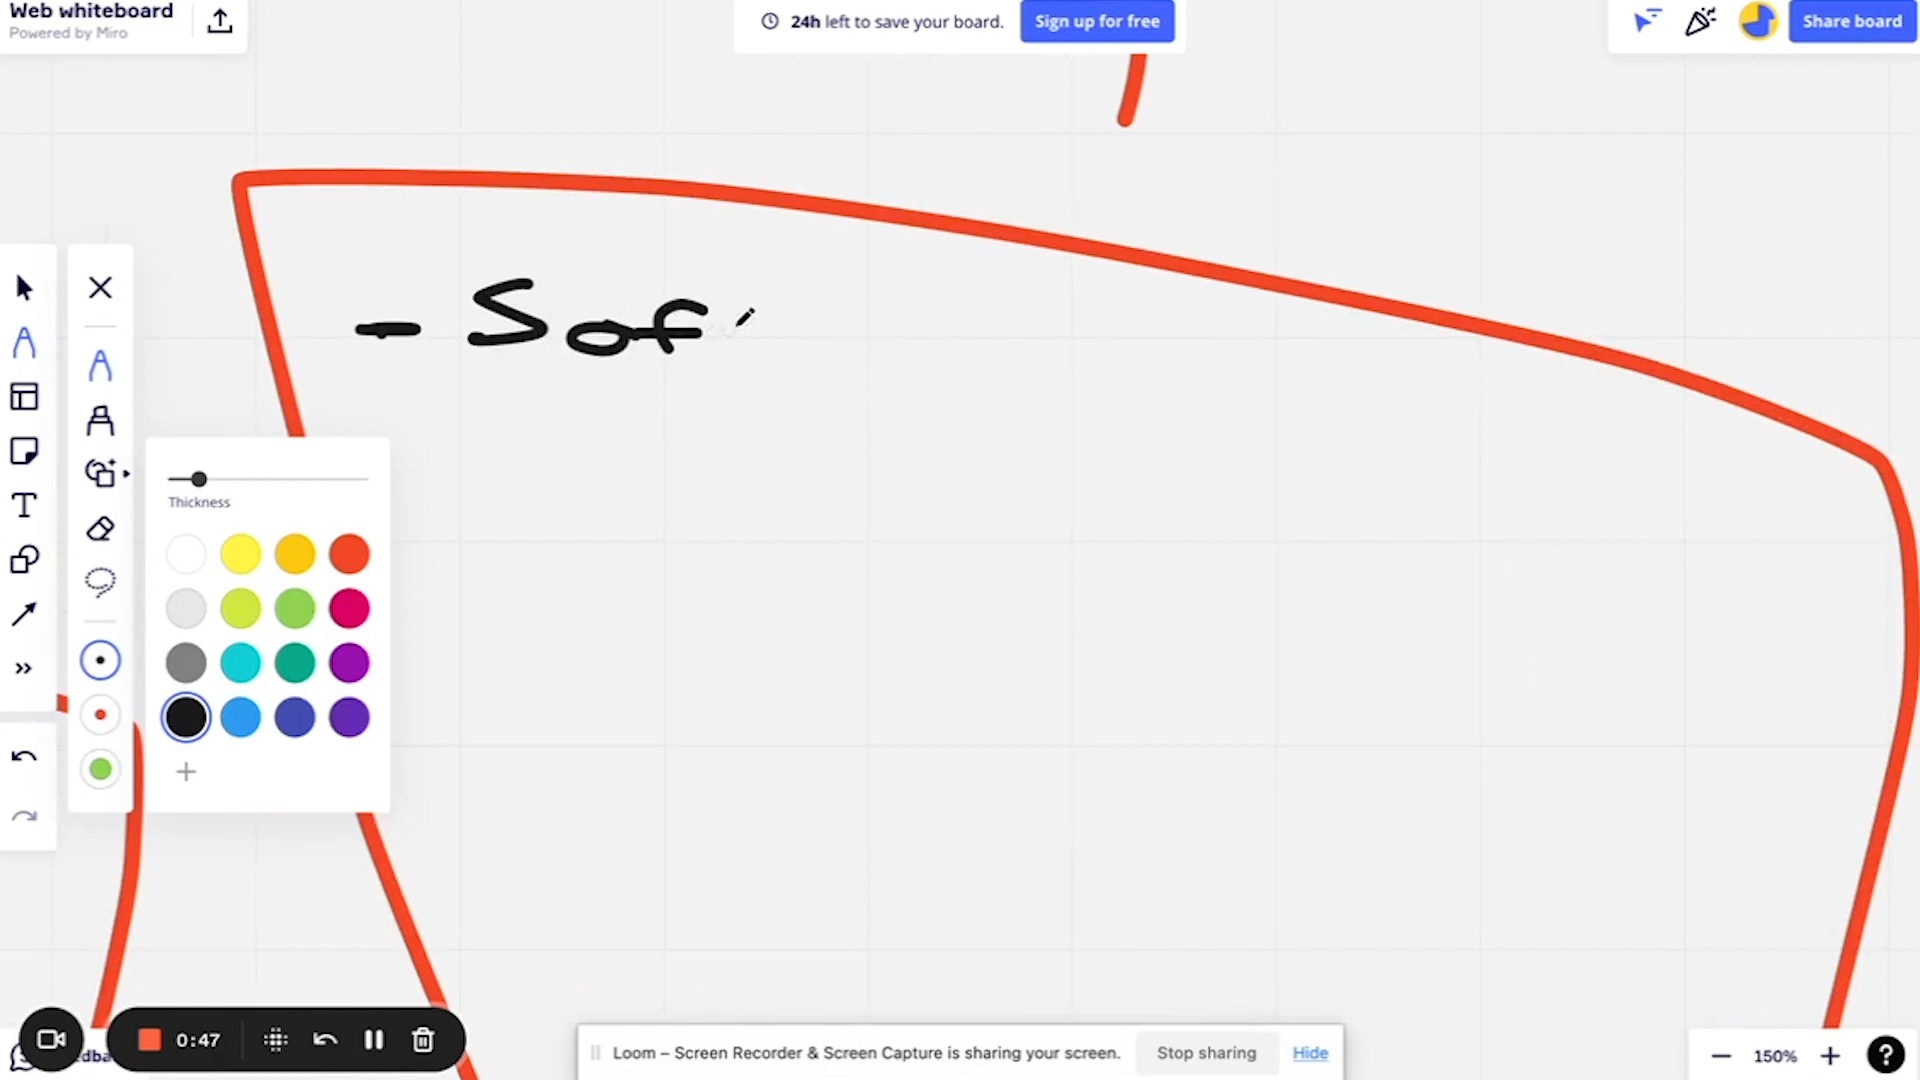 Web whiteboard
Powered by Miro
24h left to save your board.
Sign up for free
Share board
- Sof
T
Thickness
0:47
Loom – Screen Recorder & Screen Capture is sharing your screen.
Stop sharing
Hide
150%
?